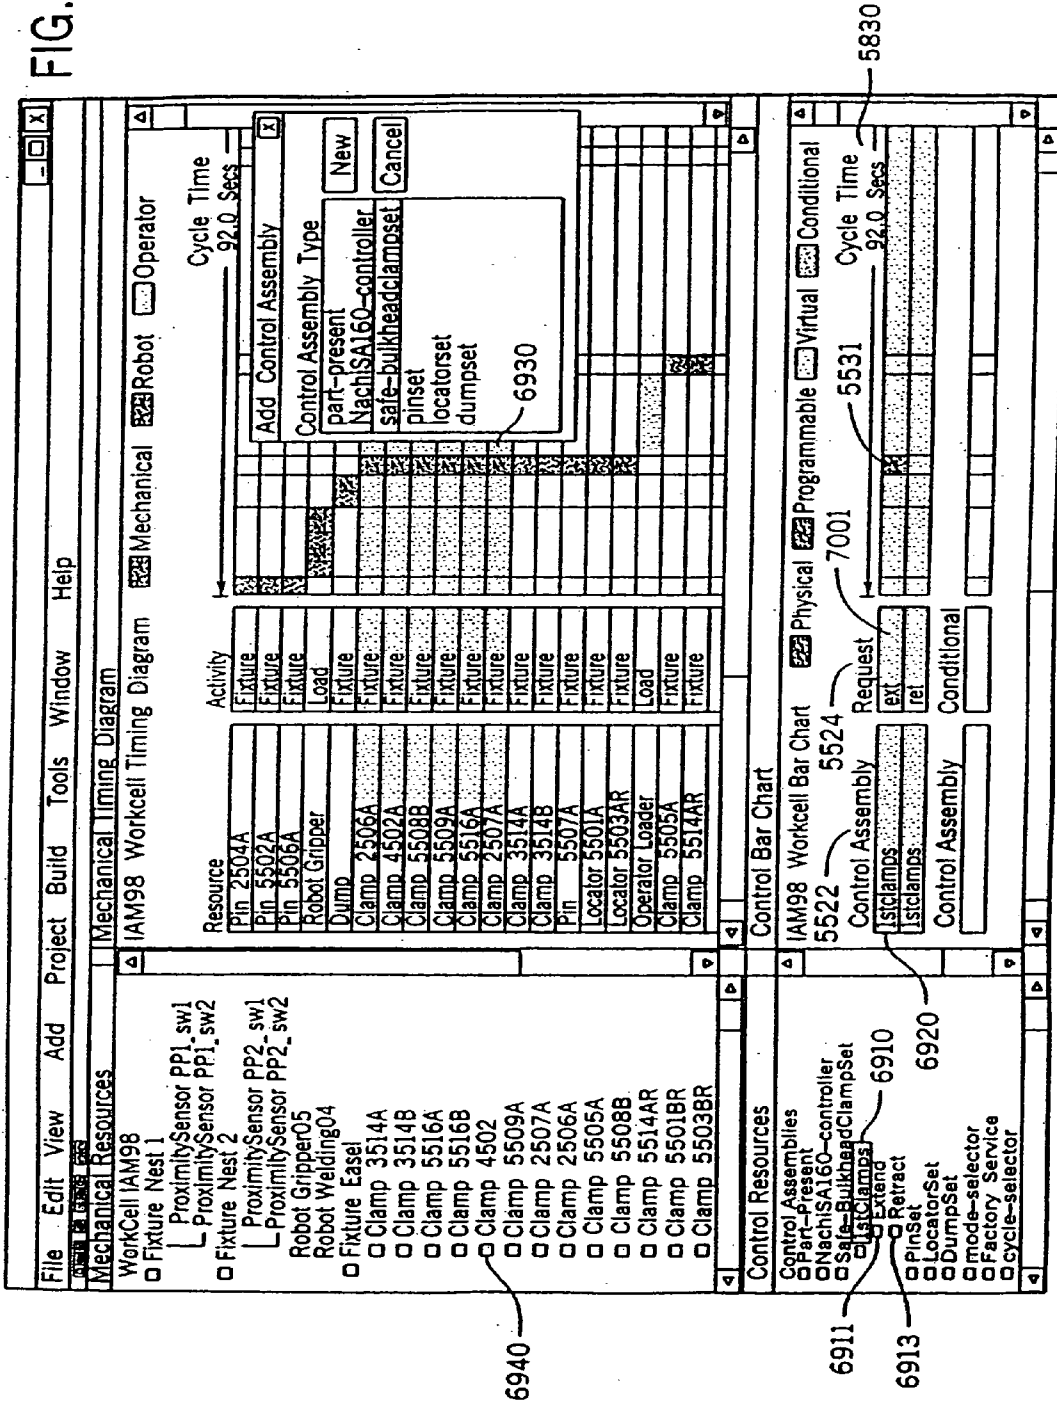 FIG.
File Edit View Add Project Build Tools Window Help
Mechanical Resources
WorkCell IAM98
Fixture Nest 1
ProximitySensor PP1_sw1
ProximitySensor PP1_sw2
Fixture Nest 2
ProximitySensor PP2_sw1
ProximitySensor PP2_sw2
Robot Gripper05
Robot Welding04
Fixture Easel
Clamp 3514A
Clamp 3514B
Clamp 5516A
Clamp 5516B
Clamp 4502
Clamp 5509A
Clamp 2507A
Clamp 2506A
Clamp 5505A
Clamp 5508B
Clamp 5514AR
Clamp 5501BR
Clamp 5503BR
6940
Mechanical Timing Diagram
IAM98 Workcell Timing Diagram Mechanical Robot Operator
Cycle Time
92.0 Secs
Resource Activity
Pin 2504A Fixture
Pin 5502A Fixture
Pin 5506A Fixture
Robot Gripper Load
Dump Fixture
Clamp 2506A Fixture
Clamp 4502A Fixture
Clamp 5508B Fixture
Clamp 5509A Fixture
Clamp 5516A Fixture
Clamp 2507A Fixture
Clamp 3514A Fixture
Clamp 3514B Fixture
Pin 5507A Fixture
Locator 5501A Fixture
Locator 5503AR Fixture
Operator Loader Load
Clamp 5505A Fixture
Clamp 5514AR Fixture
Add Control Assembly
Control Assembly Type
part-present
NachiSA160-controller
safe-bulkheadclampset
pinset
locatorset
dumpset
New
Cancel
6930
Control Resources
Control Assemblies
Part-Present
NachiSA160-controller
Safe-BulkheadClampSet
1stClamps
Extend
Retract
PinSet
LocatorSet
DumpSet
mode-selector
Factory Service
cycle-selector
6911
6913
6910
6920
Control Bar Chart
IAM98 Workcell Bar Chart Physical Programmable Virtual Conditional
5522 5524 7001 5531 5830
Control Assembly Request
Cycle Time
92.0 Secs
1stclamps ext
1stclamps ret
Control Assembly Conditional